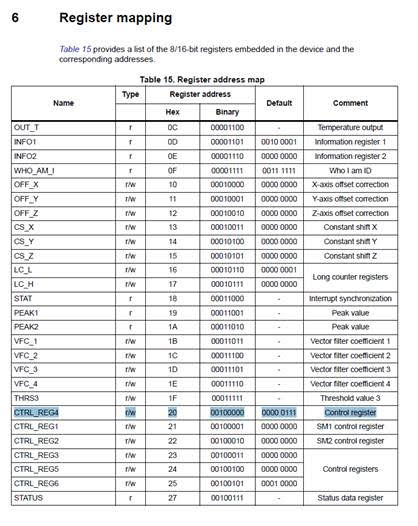 6 Register mapping
Table 15 provides a list of the 8/16-bit registers embedded in the device and the
corresponding addresses.
Table 15. Register address map
Name Type Register address Default Comment
Hex Binary
OUT_T r 0C 00001100 - Temperature output
INFO1 r 0D 00001101 0010 0001 Information register 1
INFO2 r 0E 00001110 0000 0000 Information register 2
WHO_AM_I r 0F 00001111 0011 1111 Who I am ID
OFF_X r/w 10 00010000 0000 0000 X-axis offset correction
OFF_Y r/w 11 00010001 0000 0000 Y-axis offset correction
OFF_Z r/w 12 00010010 0000 0000 Z-axis offset correction
CS_X r/w 13 00010011 0000 0000 Constant shift X
CS_Y r/w 14 00010100 0000 0000 Constant shift Y
CS_Z r/w 15 00010101 0000 0000 Constant shift Z
LC_L r/w 16 00010110 0000 0001 Long counter registers
LC_H r/w 17 00010111 0000 0000
STAT r 18 00011000 - Interrupt synchronization
PEAK1 r 19 00011001 - Peak value
PEAK2 r 1A 00011010 - Peak value
VFC_1 r/w 1B 00011011 - Vector filter coefficient 1
VFC_2 r/w 1C 00011100 - Vector filter coefficient 2
VFC_3 r/w 1D 00011101 - Vector filter coefficient 3
VFC_4 r/w 1E 00011110 - Vector filter coefficient 4
THRS3 r/w 1F 00011111 - Threshold value 3
CTRL_REG4 r/w 20 00100000 0000 0111 Control register
CTRL_REG1 r/w 21 00100001 0000 0000 SM1 control register
CTRL_REG2 r/w 22 00100010 0000 0000 SM2 control register
CTRL_REG3 r/w 23 00100011 0000 0000 Control registers
CTRL_REG5 r/w 24 00100100 0000 0000
CTRL_REG6 r/w 25 00100101 0001 0000
STATUS r 27 00100111 - Status data register